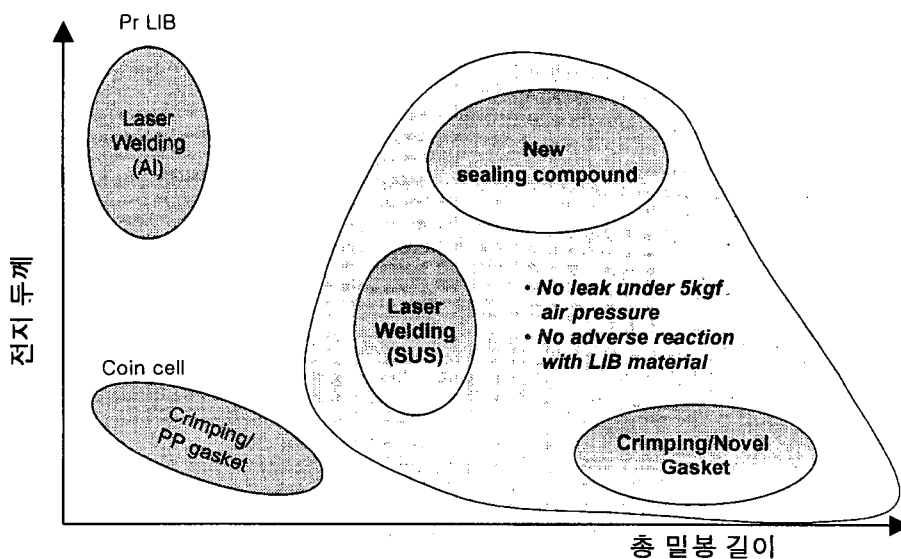 Pr LIB
Laser
Welding
(Al)
New
sealing compound
Laser
Welding
(SUS)
• No leak under 5kgf
air pressure
• No adverse reaction
with LIB material
Coin cell
Crimping/
PP gasket
Crimping/Novel
Gasket
전지 두께
총 밀봉 길이